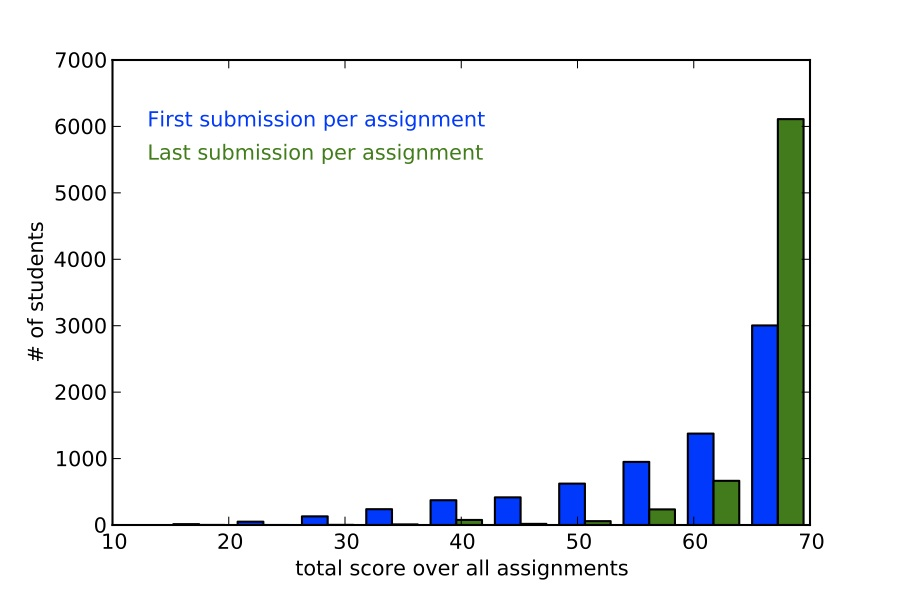 7000
6000
5000
4000
3000
2000
1000
0
# of students
First submission per assignment
Last submission per assignment
10 20 30 40 50 60 70
total score over all assignments